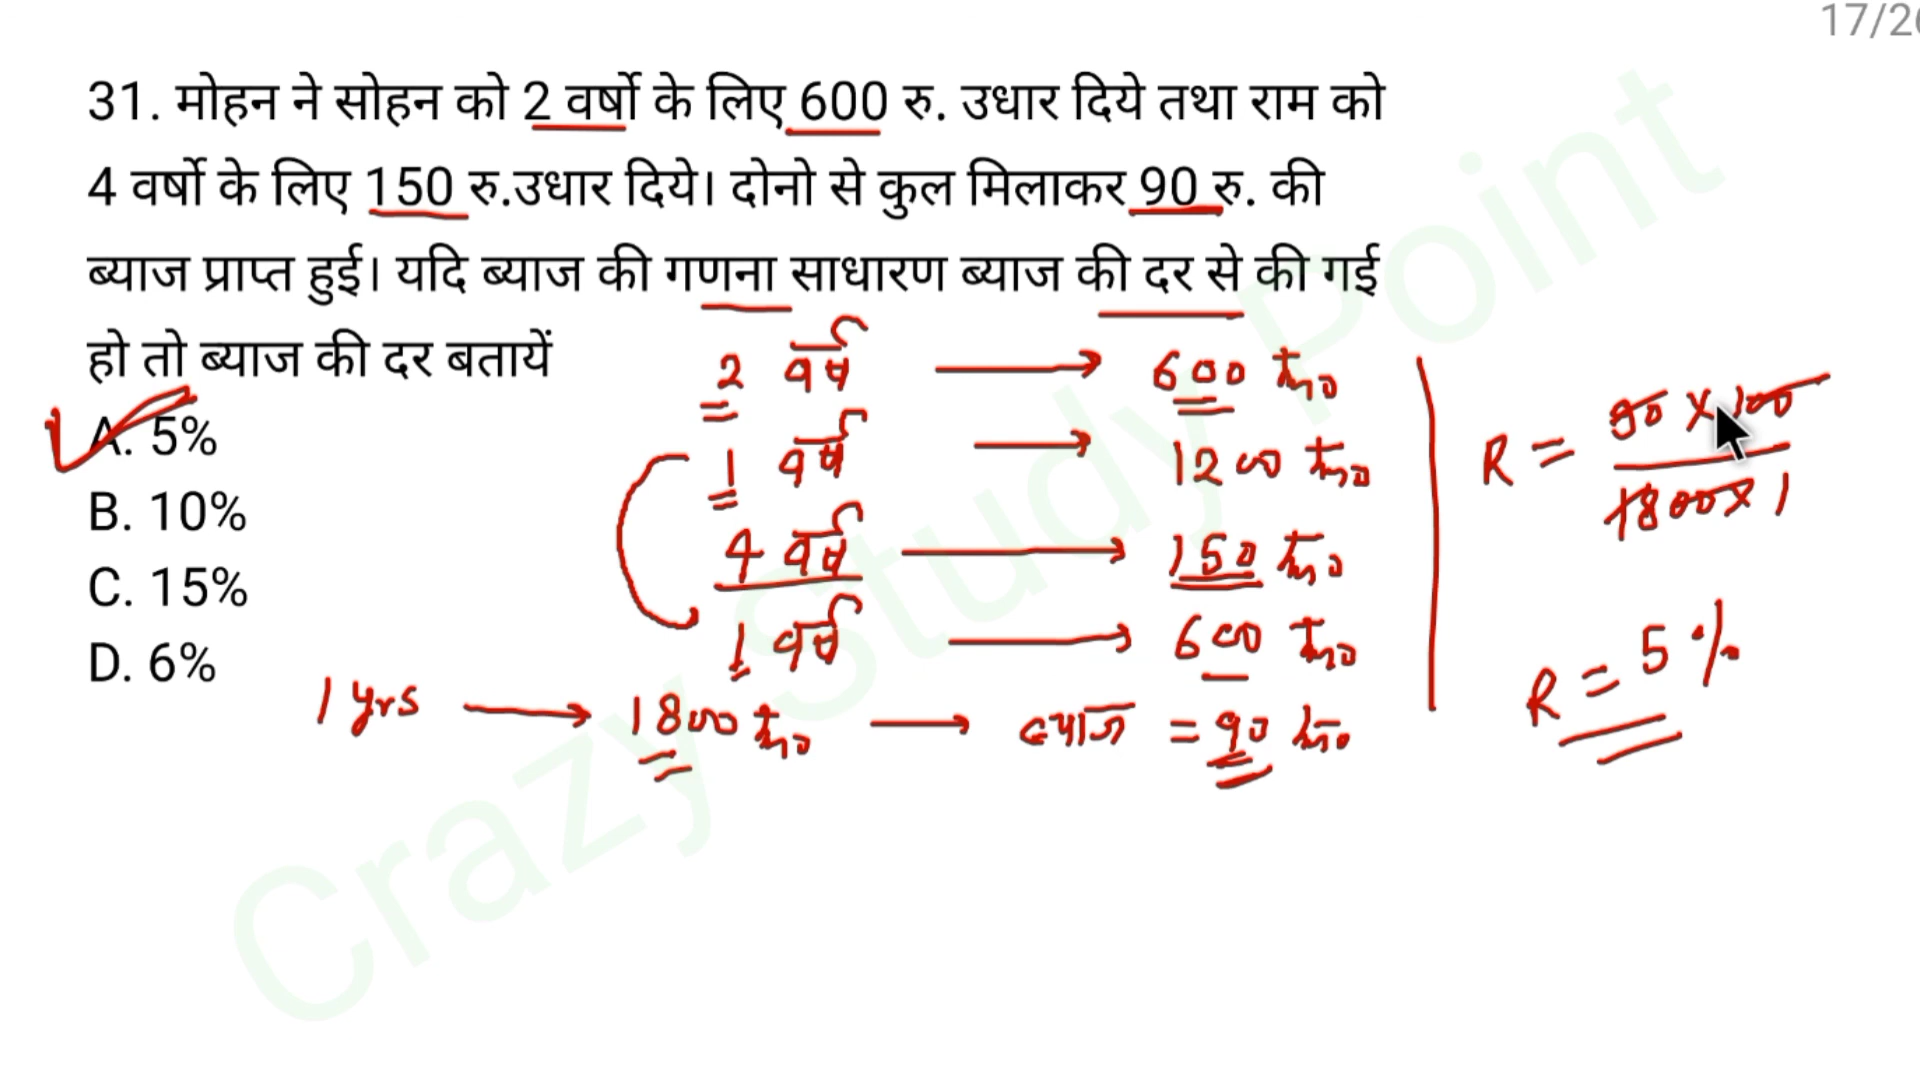 17/2
31. मोहन ने सोहन को 2 वर्षो के लिए 600 रु. उधार दिये तथा राम को
4 वर्षो के लिए 150 रु.उधार दिये। दोनो से कुल मिलाकर 90 रु. की
ब्याज प्राप्त हुई। यदि ब्याज की गणना साधारण ब्याज की दर से की गई
हो तो ब्याज की दर बतायें
A. 5%
B. 10%
C. 15%
D. 6%
2 वर्ष → 600 रू०
1 वर्ष → 1200 रू०
4 वर्ष → 150 रू०
1 वर्ष → 600 रू०
1 yrs → 1800 रू० → ब्याज = 90 रू०
R = 90 × 100
1800 × 1
R = 5 %
Crazy Study Point